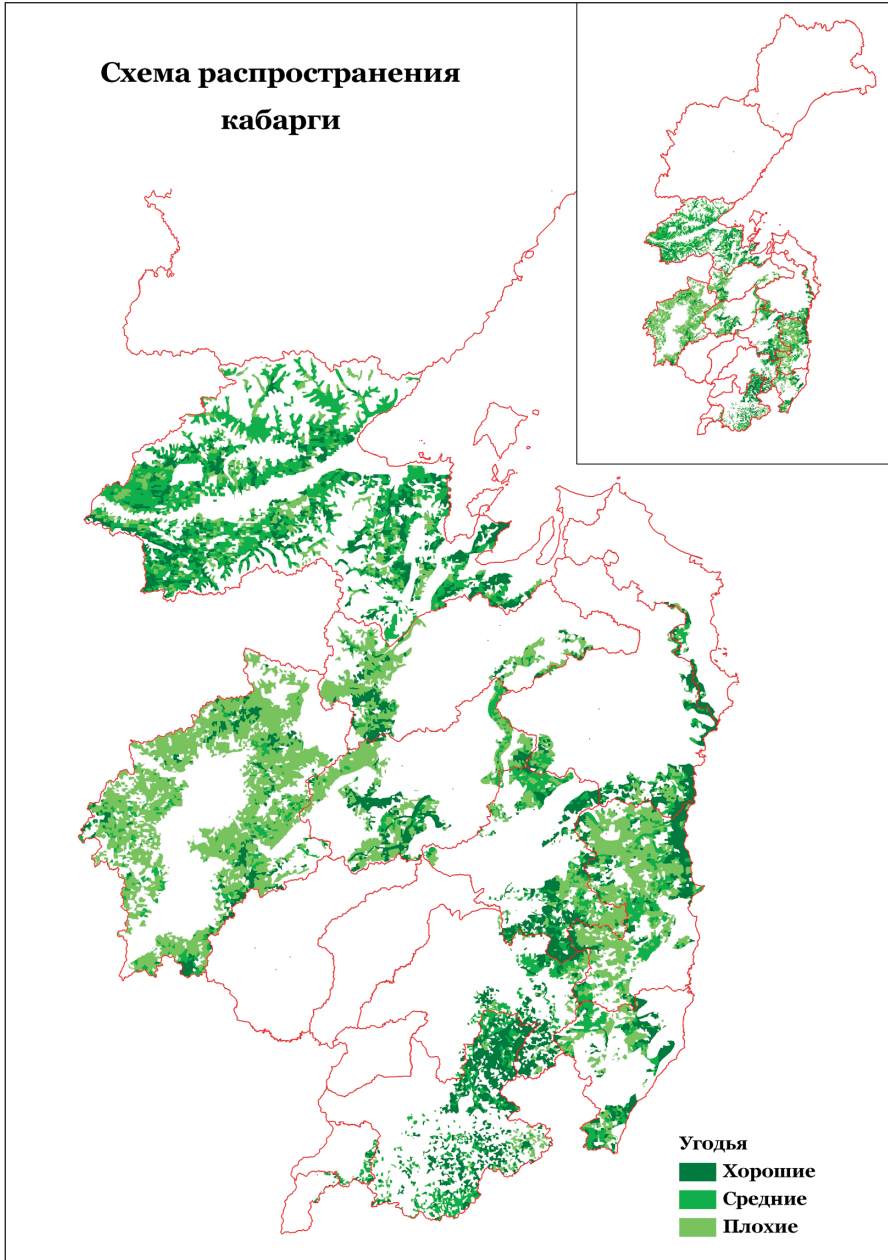 Схема распространения
кабарги
Угодья
Хорошие
Средние
Плохие